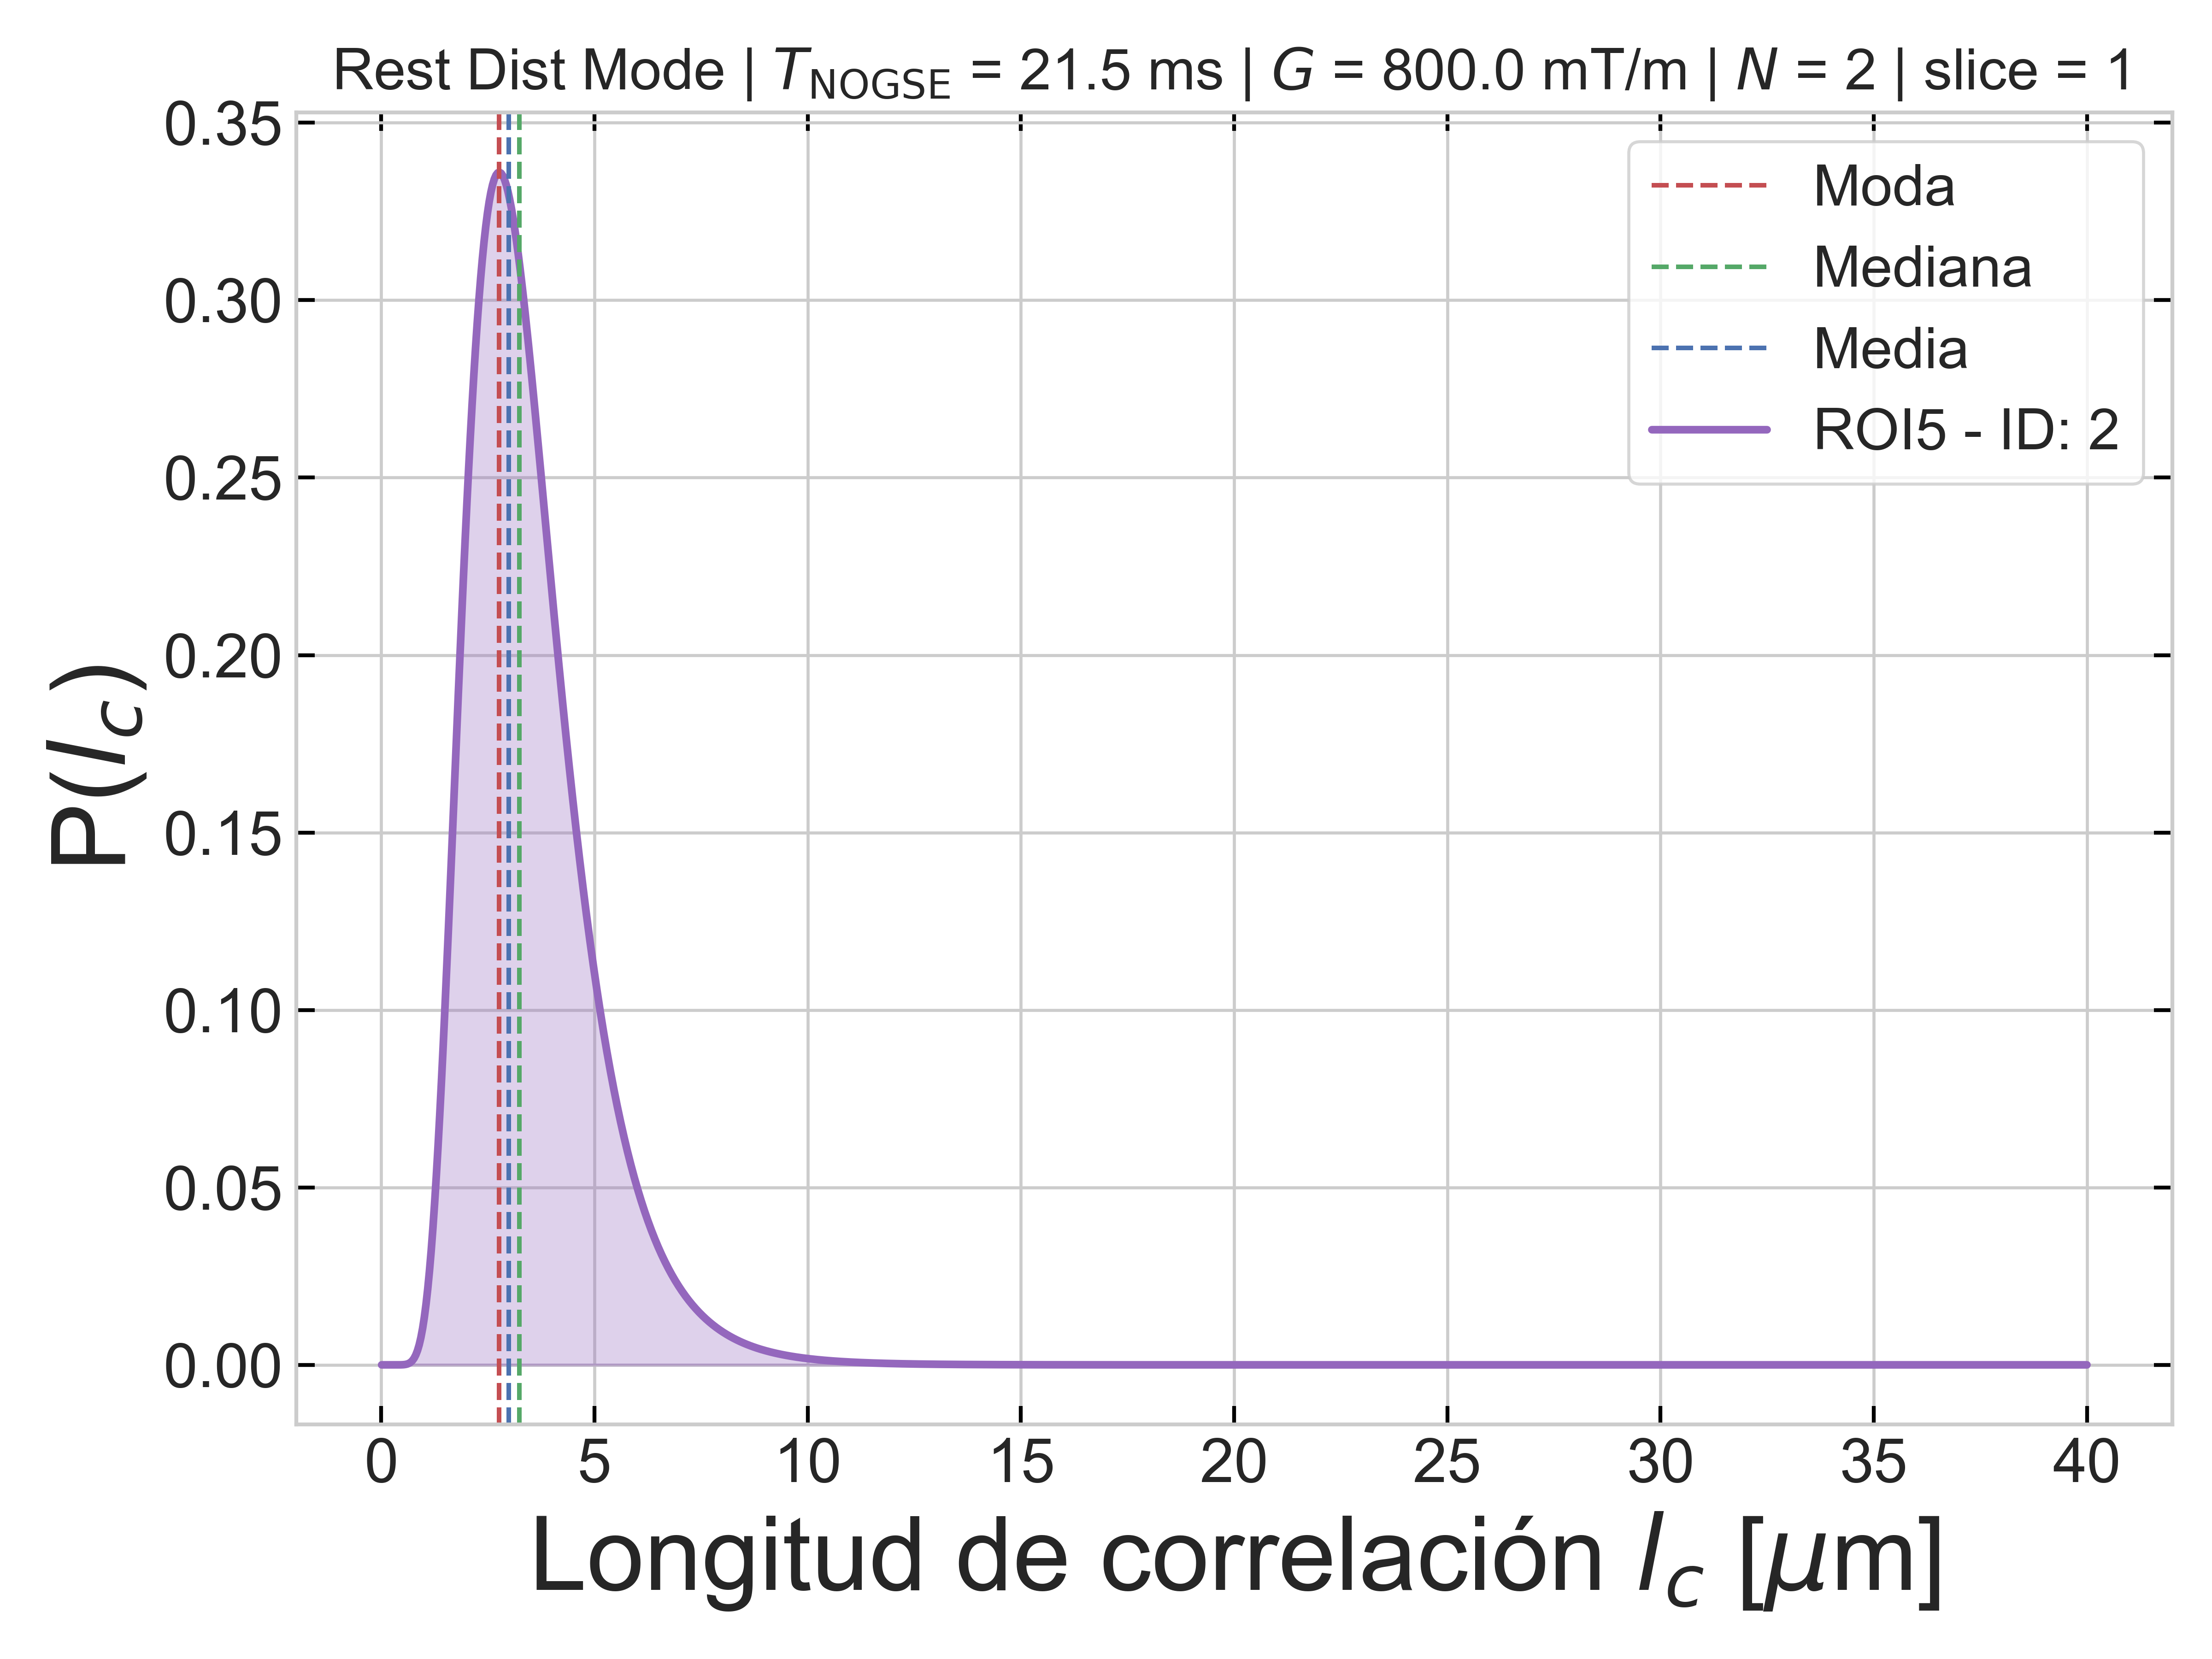 Rest Dist Mode | T_NOGSE = 21.5 ms | G = 800.0 mT/m | N = 2 | slice = 1
Moda
Mediana
Media
ROI5 - ID: 2
P(l_c)
0.35
0.30
0.25
0.20
0.15
0.10
0.05
0.00
0 5 10 15 20 25 30 35 40
Longitud de correlación l_c [μm]